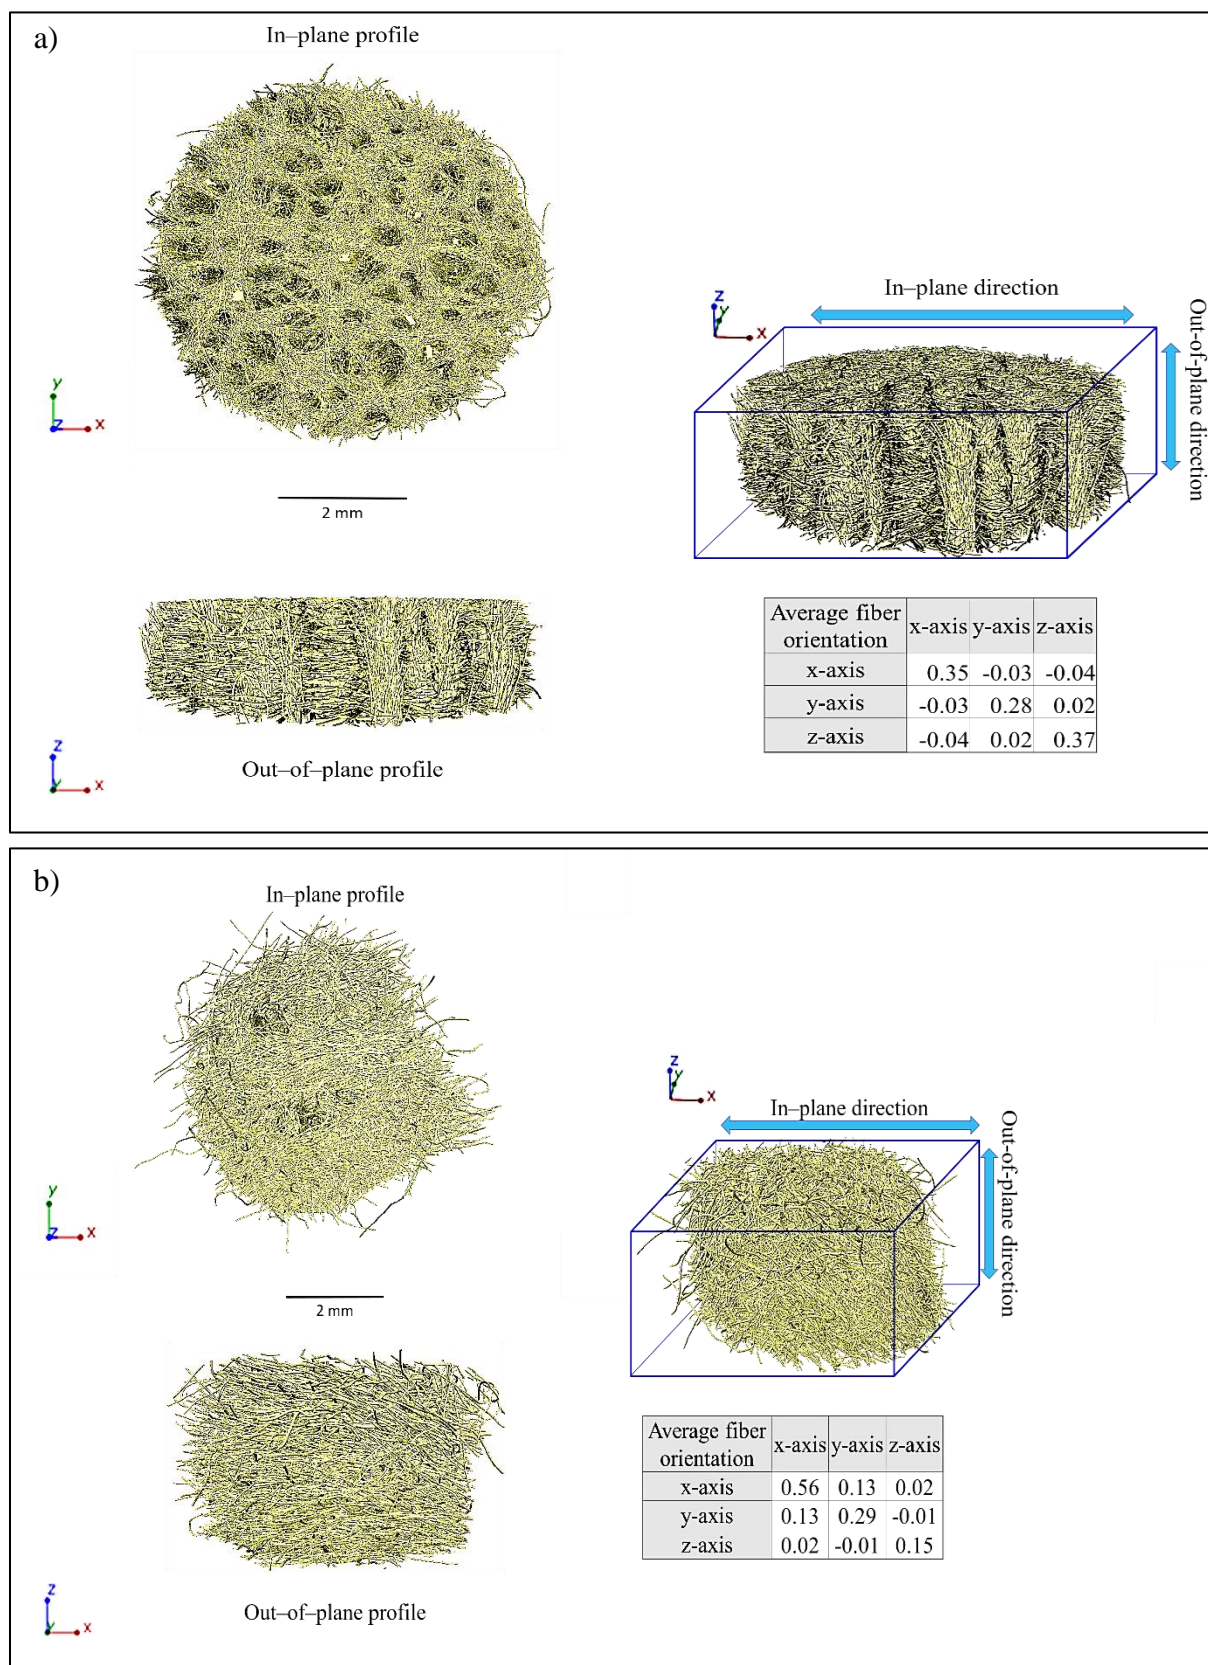 a)
In–plane profile
y
z
x
2 mm
z
y
x
Out–of–plane profile
z
y
x
In–plane direction
Out-of-plane direction
Average fiber orientation x-axis y-axis z-axis
x-axis 0.35 -0.03 -0.04
y-axis -0.03 0.28 0.02
z-axis -0.04 0.02 0.37
b)
In–plane profile
y
z
x
2 mm
z
y
x
Out–of–plane profile
z
y
x
In–plane direction
Out-of-plane direction
Average fiber orientation x-axis y-axis z-axis
x-axis 0.56 0.13 0.02
y-axis 0.13 0.29 -0.01
z-axis 0.02 -0.01 0.15